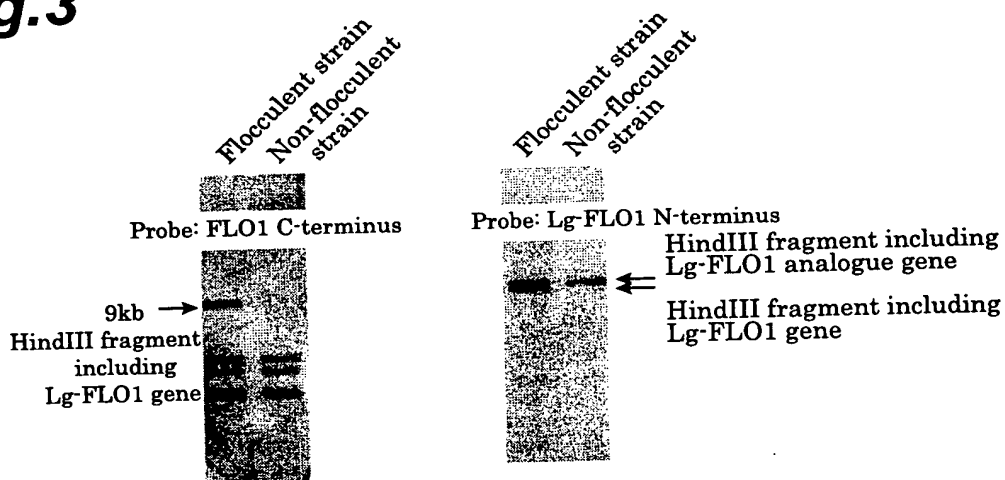 g.3
Flocculent strain
Non-flocculent
strain
Probe: FLO1 C-terminus
9kb
HindIII fragment
including
Lg-FLO1 gene
Flocculent strain
Non-flocculent
strain
Probe: Lg-FLO1 N-terminus
HindIII fragment including
Lg-FLO1 analogue gene
HindIII fragment including
Lg-FLO1 gene